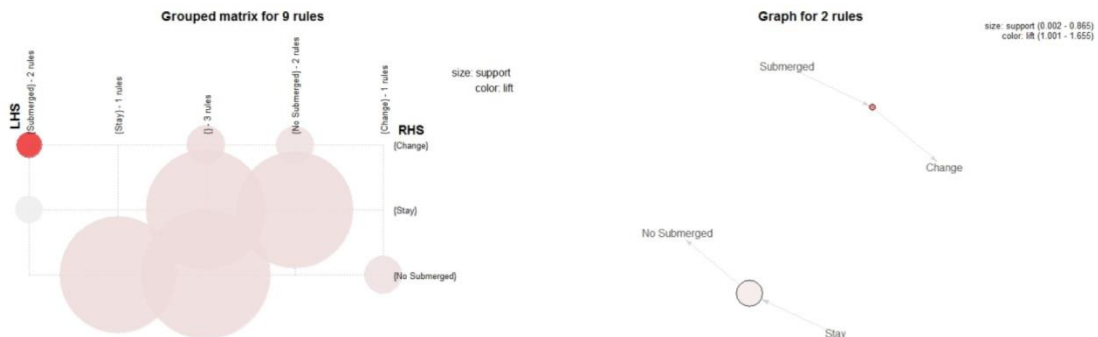 Grouped matrix for 9 rules
size: support
color: lift
{Submerged} - 2 rules
{Stay} - 1 rules
{} - 3 rules
{No Submerged} - 2 rules
{Change} - 1 rules
LHS
RHS
{Change}
{Stay}
{No Submerged}
Graph for 2 rules
size: support (0.002 - 0.865)
color: lift (1.001 - 1.655)
Submerged
Change
No Submerged
Stay